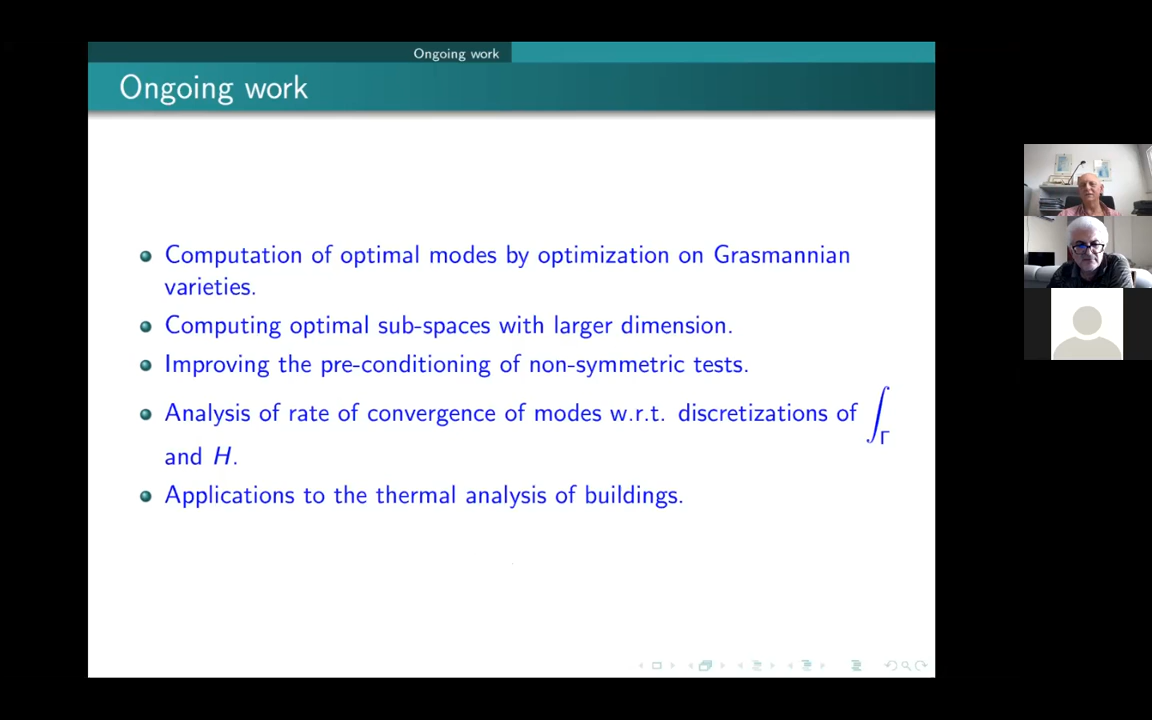 Ongoing work
Ongoing work
Computation of optimal modes by optimization on Grasmannian
varieties.
Computing optimal sub-spaces with larger dimension.
Improving the pre-conditioning of non-symmetric tests.
Analysis of rate of convergence of modes w.r.t. discretizations of ∫_Γ
and H.
Applications to the thermal analysis of buildings.